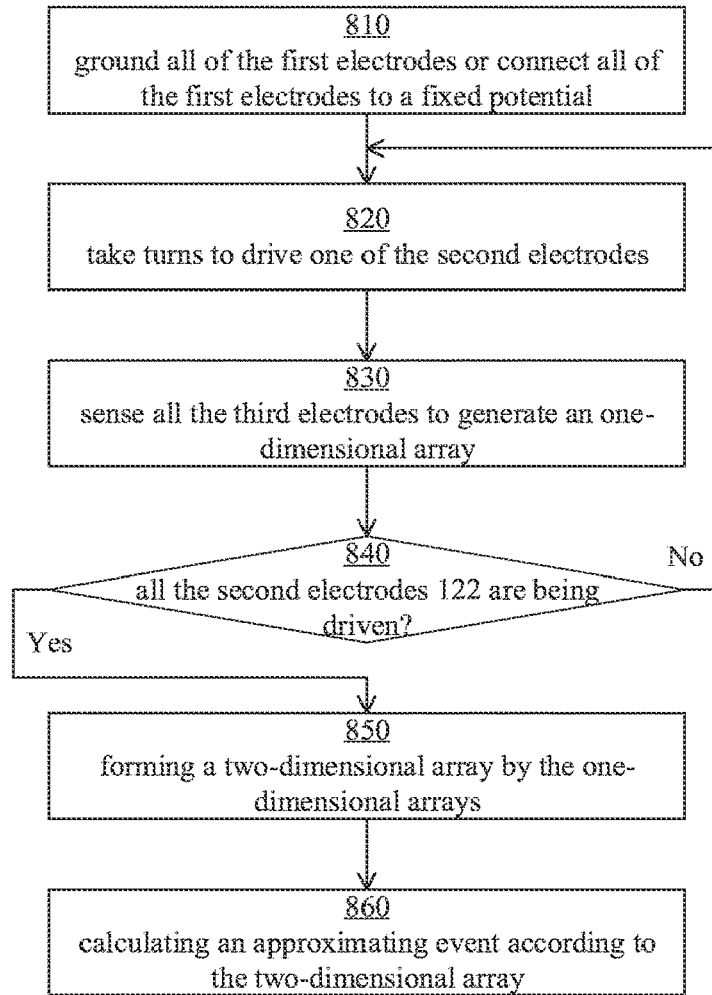 810
ground all of the first electrodes or connect all of
the first electrodes to a fixed potential
820
take turns to drive one of the second electrodes
830
sense all the third electrodes to generate an one-
dimensional array
840
all the second electrodes 122 are being
driven?
No
Yes
850
forming a two-dimensional array by the one-
dimensional arrays
860
calculating an approximating event according to
the two-dimensional array